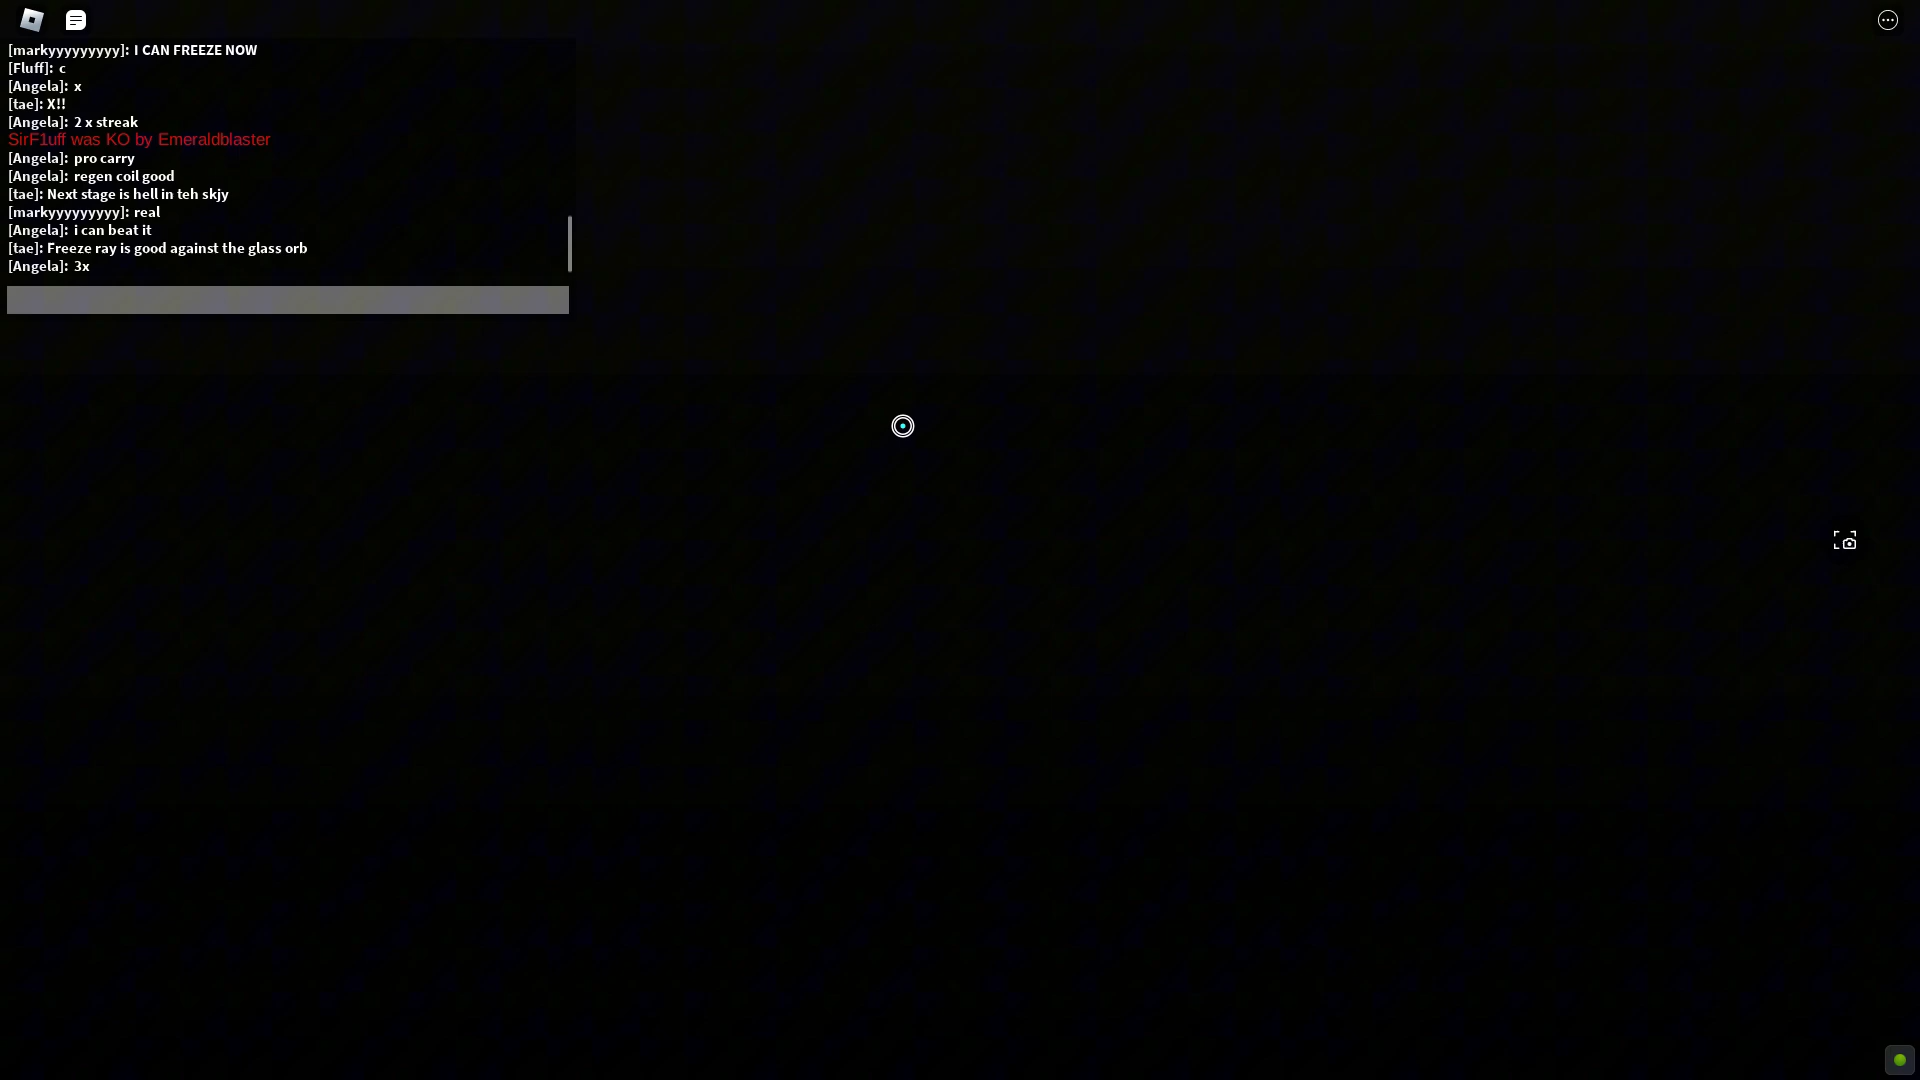 [markyyyyyyyyy]: I CAN FREEZE NOW
[Fluff]: c
[Angela]: x
[tae]: X!!
[Angela]: 2 x streak
SirF1uff was KO by Emeraldblaster
[Angela]: pro carry
[Angela]: regen coil good
[tae]: Next stage is hell in teh skjy
[markyyyyyyyyy]: real
[Angela]: i can beat it
[tae]: Freeze ray is good against the glass orb
[Angela]: 3x